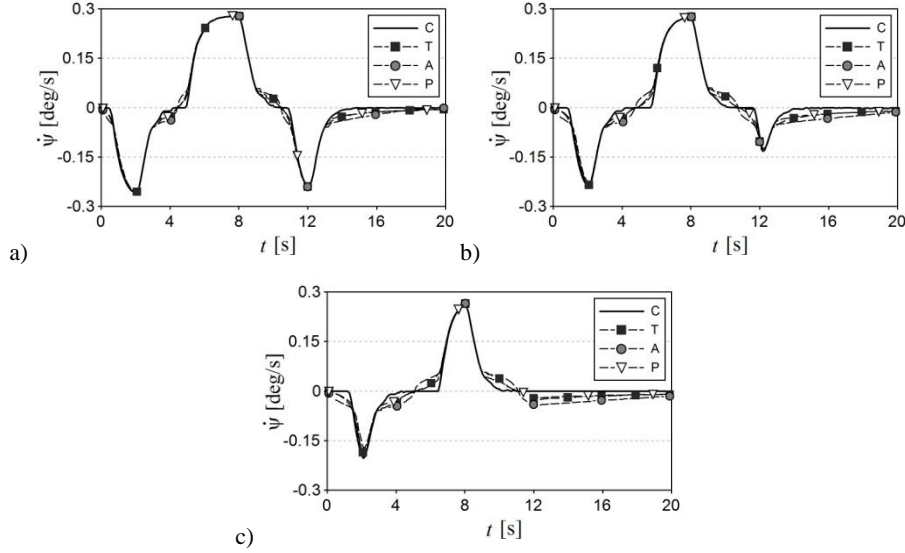 0.3
0.15
0
-0.15
-0.3
ψ̇ [deg/s]
C
T
A
P
0 4 8 12 16 20
t [s]
a)
0.3
0.15
0
-0.15
-0.3
ψ̇ [deg/s]
C
T
A
P
0 4 8 12 16 20
t [s]
b)
0.3
0.15
0
-0.15
-0.3
ψ̇ [deg/s]
C
T
A
P
0 4 8 12 16 20
t [s]
c)